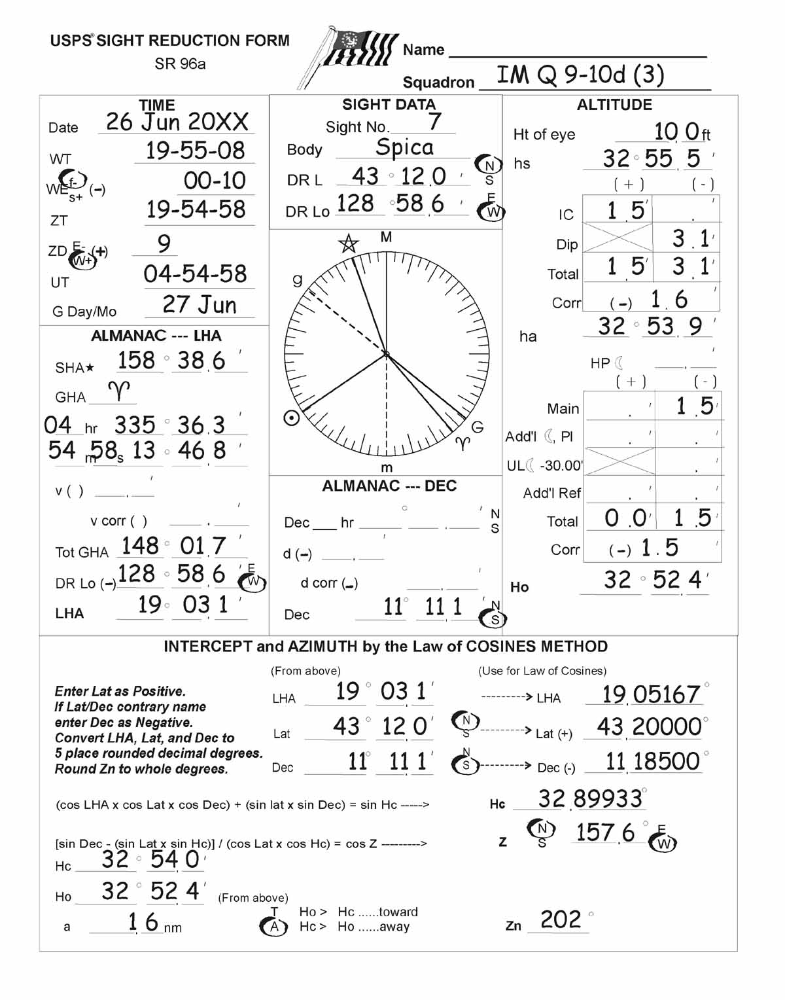 USPS® SIGHT REDUCTION FORM
SR 96a
Name
Squadron IM Q 9-10d (3)
TIME
Date 26 Jun 20XX
WT 19-55-08
WE f- s+ (-) 00-10
ZT 19-54-58
ZD E- W+ (+) 9
UT 04-54-58
G Day/Mo 27 Jun
ALMANAC --- LHA
SHA★ 158 ° 38.6 '
GHA ♈
04 hr 335 ° 36.3 '
54 m 58 s 13 ° 46.8 '
v ( ) . '
v corr ( ) . '
Tot GHA 148 ° 01.7 '
DR Lo (-) 128 ° 58.6 ' E W
LHA 19 ° 03.1 '
SIGHT DATA
Sight No. 7
Body Spica
DR L 43 ° 12.0 ' N S
DR Lo 128 ° 58.6 ' E W
M
☆
g
G
♈
☉
m
ALMANAC --- DEC
Dec ___ hr ° . ' N S
d (-) . '
d corr (-) . '
Dec 11° 11.1 ' N S
ALTITUDE
Ht of eye 10.0 ft
hs 32 ° 55.5 '
( + ) ( - )
IC 1.5' . '
Dip 3.1'
Total 1.5' 3.1'
Corr (-) 1.6 '
ha 32 ° 53.9 '
HP ☾ . '
( + ) ( - )
Main . ' 1.5'
Add'l ☾, Pl . ' . '
UL☾ -30.00' . '
Add'l Ref . ' . '
Total 0.0' 1.5'
Corr (-) 1.5 '
Ho 32 ° 52.4 '
INTERCEPT and AZIMUTH by the Law of COSINES METHOD
(From above) (Use for Law of Cosines)
Enter Lat as Positive.
If Lat/Dec contrary name
enter Dec as Negative.
Convert LHA, Lat, and Dec to
5 place rounded decimal degrees.
Round Zn to whole degrees.
LHA 19 ° 03.1 ' ---------> LHA 19.05167°
Lat 43 ° 12.0 ' N S ---------> Lat (+) 43.20000°
Dec 11° 11.1 ' N S ---------> Dec (-) 11.18500°
(cos LHA x cos Lat x cos Dec) + (sin lat x sin Dec) = sin Hc -----> Hc 32.89933°
[sin Dec - (sin Lat x sin Hc)] / (cos Lat x cos Hc) = cos Z ---------> Z N S 157.6 ° E W
Hc 32 ° 54.0 '
Ho 32 ° 52.4 ' (From above)
a 1.6 nm
T Ho > Hc ......toward
A Hc > Ho ......away
Zn 202 °